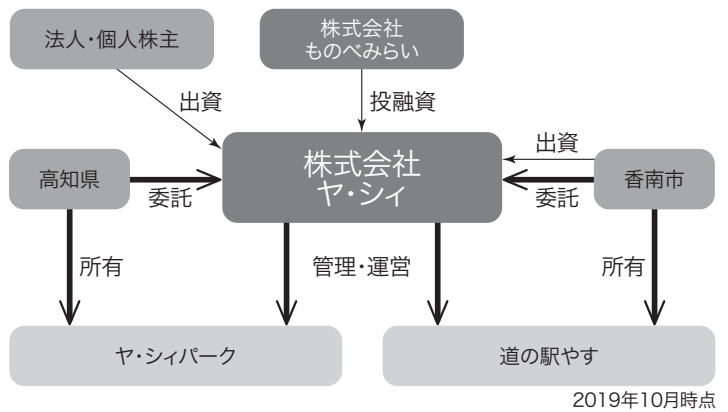 法人・個人株主
株式会社
ものべみらい
出資
投融資
株式会社
ヤ・シィ
高知県
委託
出資
委託
香南市
所有
管理・運営
所有
ヤ・シィパーク
道の駅やす
2019年10月時点